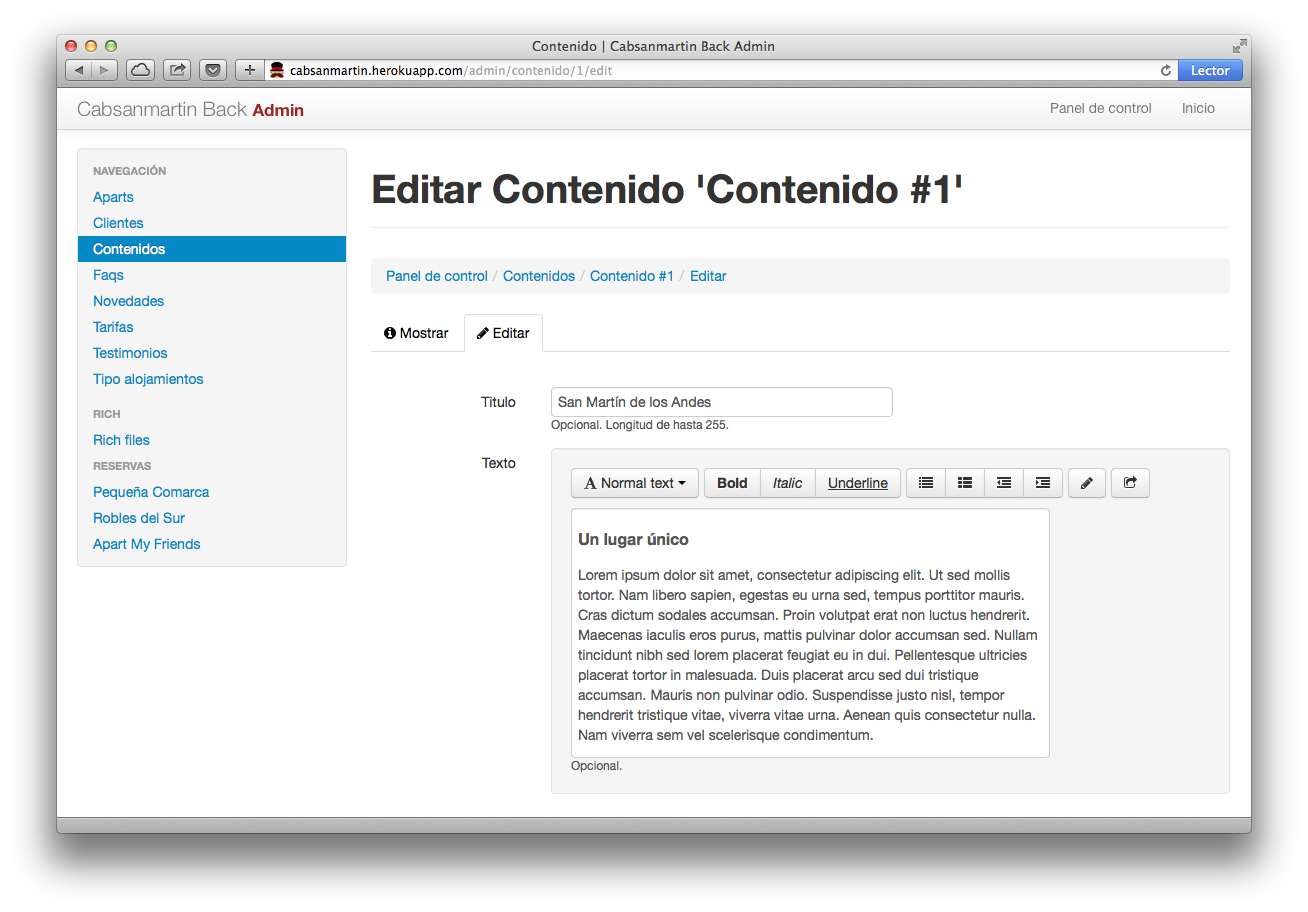 Contenido | Cabsanmartin Back Admin
cabsanmartin.herokuapp.com/admin/contenido/1/edit
Lector
Cabsanmartin Back Admin
Panel de control
Inicio
NAVEGACIÓN
Aparts
Clientes
Contenidos
Faqs
Novedades
Tarifas
Testimonios
Tipo alojamientos
RICH
Rich files
RESERVAS
Pequeña Comarca
Robles del Sur
Apart My Friends
Editar Contenido 'Contenido #1'
Panel de control / Contenidos / Contenido #1 / Editar
Mostrar
Editar
Titulo
San Martín de los Andes
Opcional. Longitud de hasta 255.
Texto
A Normal text
Bold
Italic
Underline
Un lugar único
Lorem ipsum dolor sit amet, consectetur adipiscing elit. Ut sed mollis
tortor. Nam libero sapien, egestas eu urna sed, tempus porttitor mauris.
Cras dictum sodales accumsan. Proin volutpat erat non luctus hendrerit.
Maecenas iaculis eros purus, mattis pulvinar dolor accumsan sed. Nullam
tincidunt nibh sed lorem placerat feugiat eu in dui. Pellentesque ultricies
placerat tortor in malesuada. Duis placerat arcu sed dui tristique
accumsan. Mauris non pulvinar odio. Suspendisse justo nisl, tempor
hendrerit tristique vitae, viverra vitae urna. Aenean quis consectetur nulla.
Nam viverra sem vel scelerisque condimentum.
Opcional.